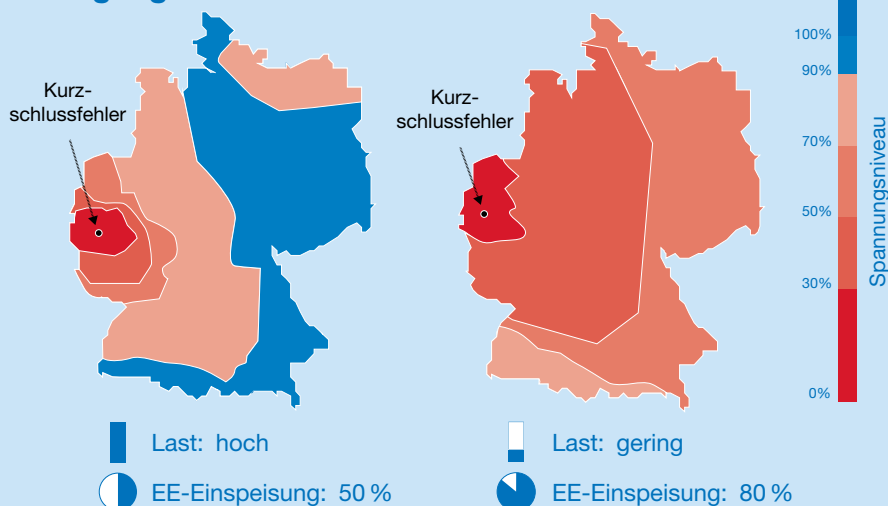 Kurz-
schlussfehler
Kurz-
schlussfehler
100%
90%
70%
50%
30%
0%
Spannungsniveau
Last: hoch
EE-Einspeisung: 50 %
Last: gering
EE-Einspeisung: 80 %